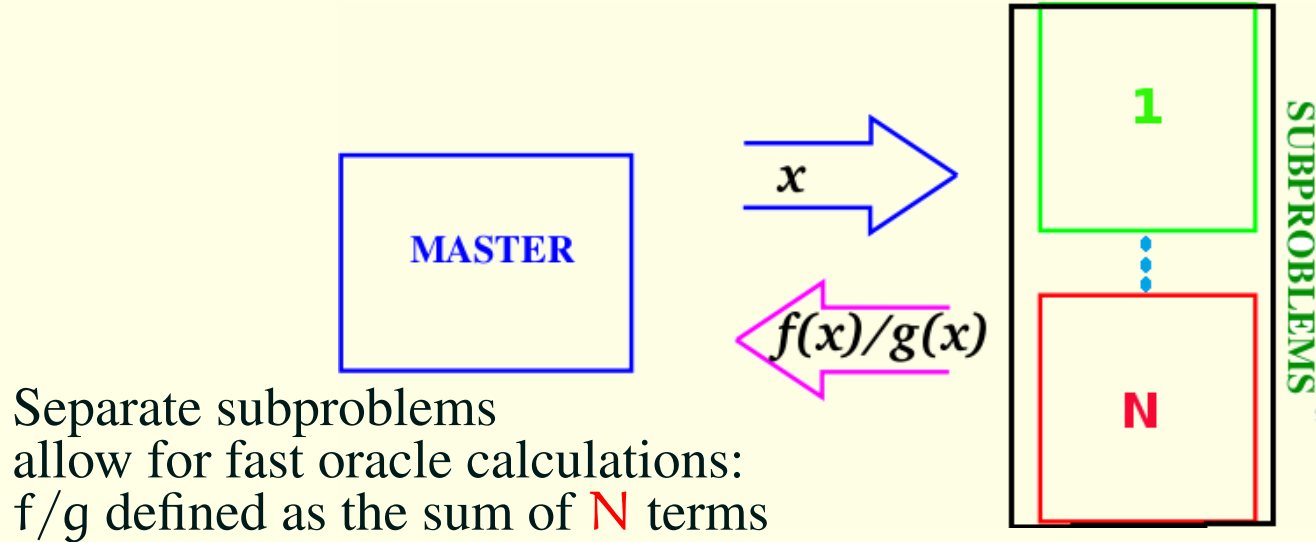 1
x
MASTER
f(x)/g(x)
SUBPROBLEMS
N
Separate subproblems
allow for fast oracle calculations:
f/g defined as the sum of N terms